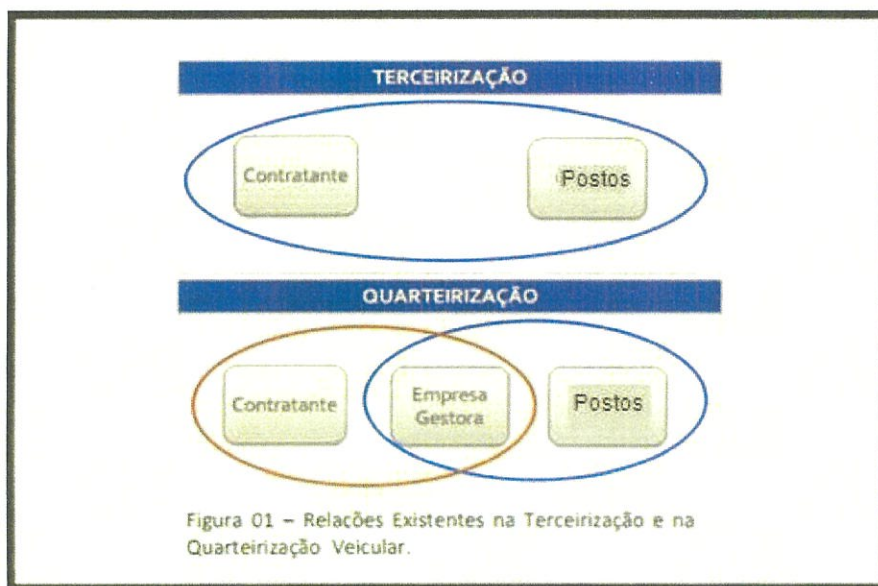 TERCEIRIZAÇÃO
Contratante
Postos
QUARTEIRIZAÇÃO
Contratante
Empresa
Gestora
Postos
Figura 01 – Relações Existentes na Terceirização e na
Quarteirização Veicular.